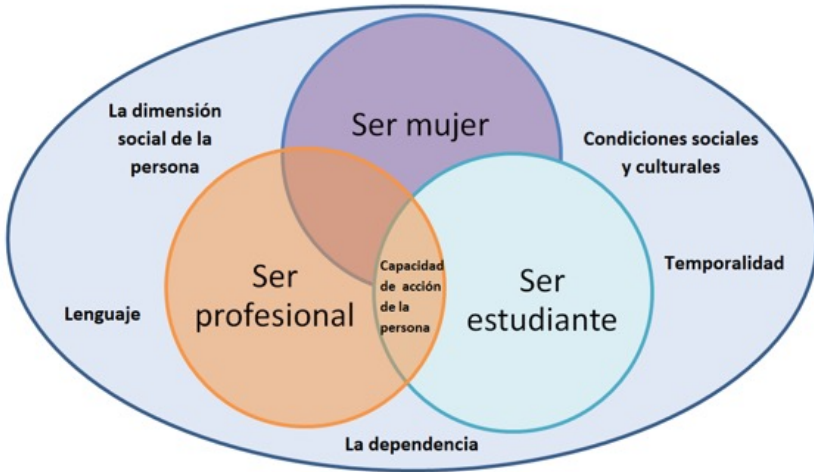 La dimensión
social de la
persona
Ser mujer
Condiciones sociales
y culturales
Ser
profesional
Capacidad
de acción
de la
persona
Ser
estudiante
Temporalidad
Lenguaje
La dependencia